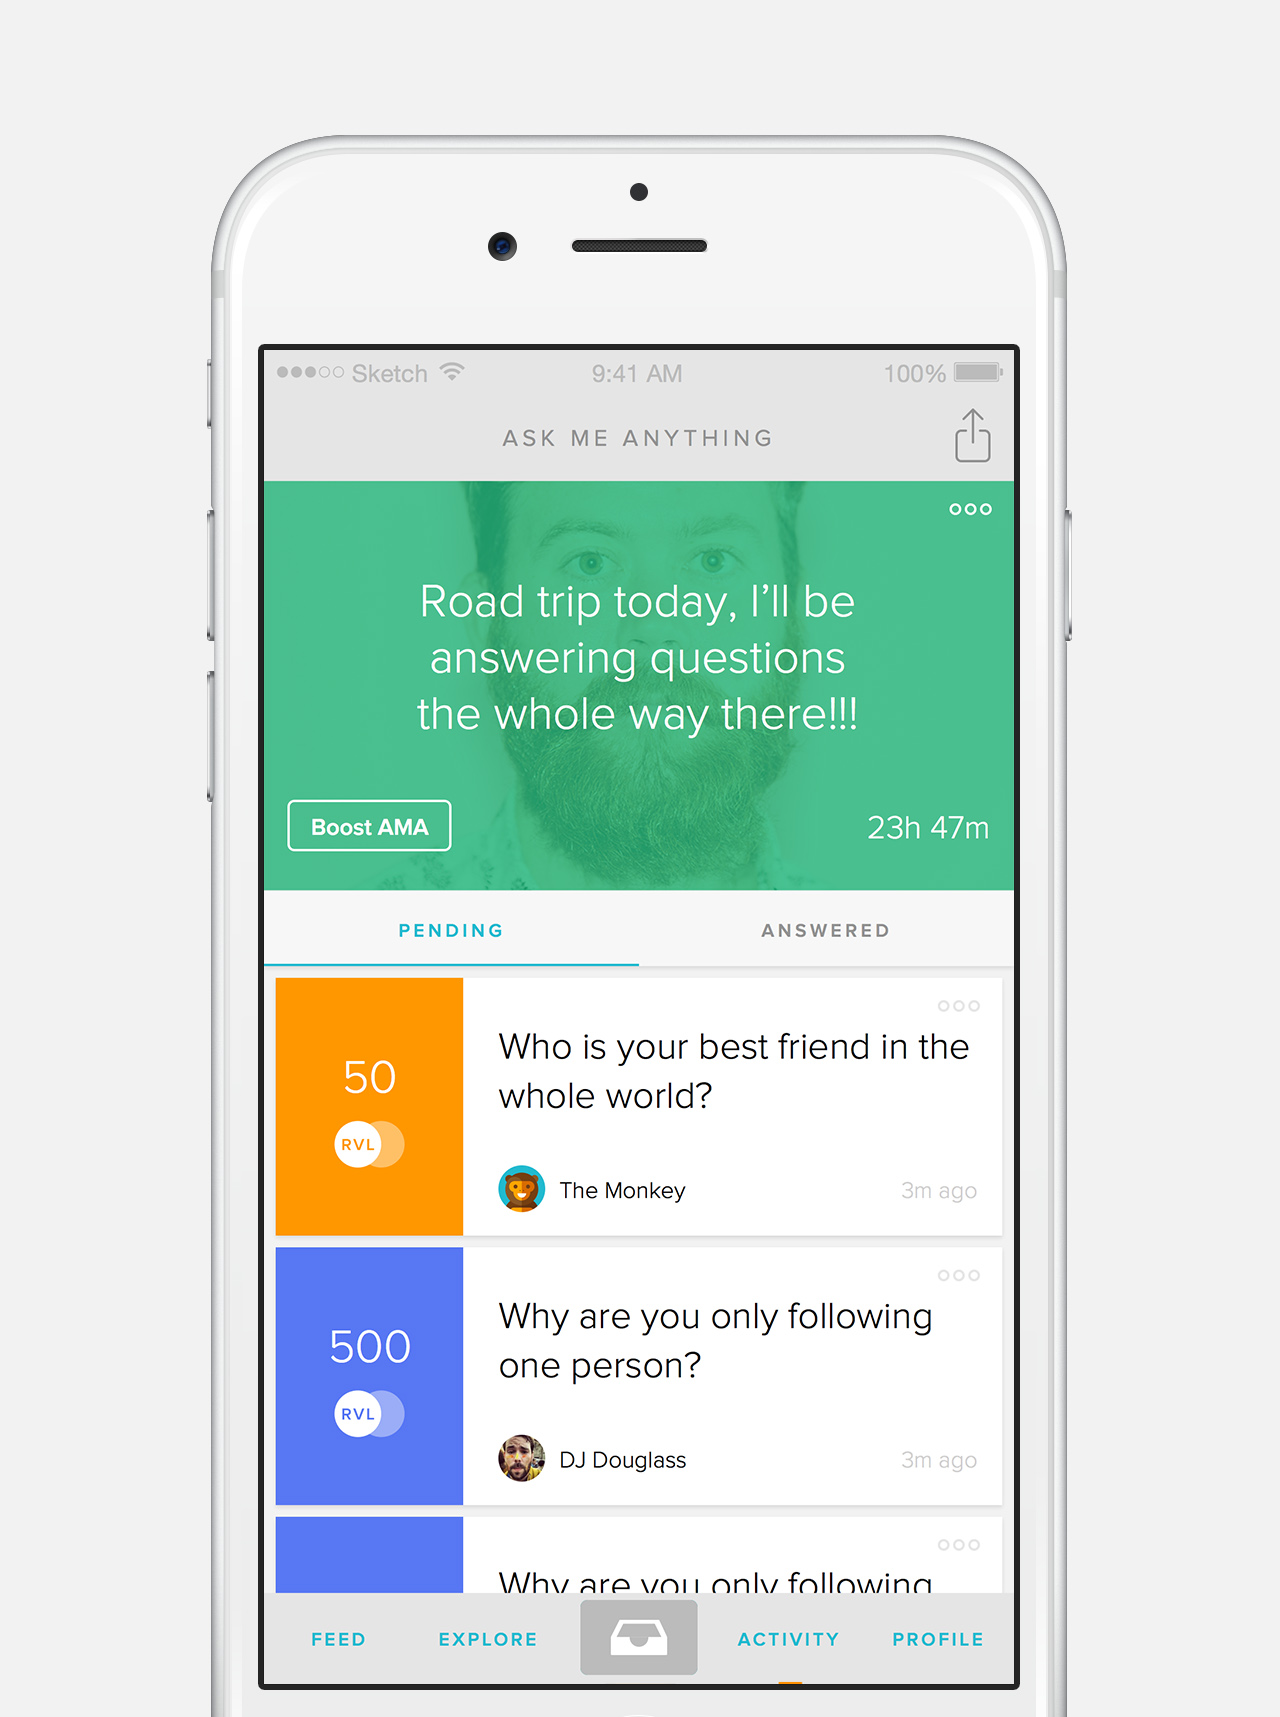 Sketch 9:41 AM 100%
ASK ME ANYTHING
Road trip today, I'll be
answering questions
the whole way there!!!
Boost AMA 23h 47m
PENDING ANSWERED
50
RVL
Who is your best friend in the
whole world?
The Monkey 3m ago
500
RVL
Why are you only following
one person?
DJ Douglass 3m ago
Why are you only following
FEED EXPLORE ACTIVITY PROFILE